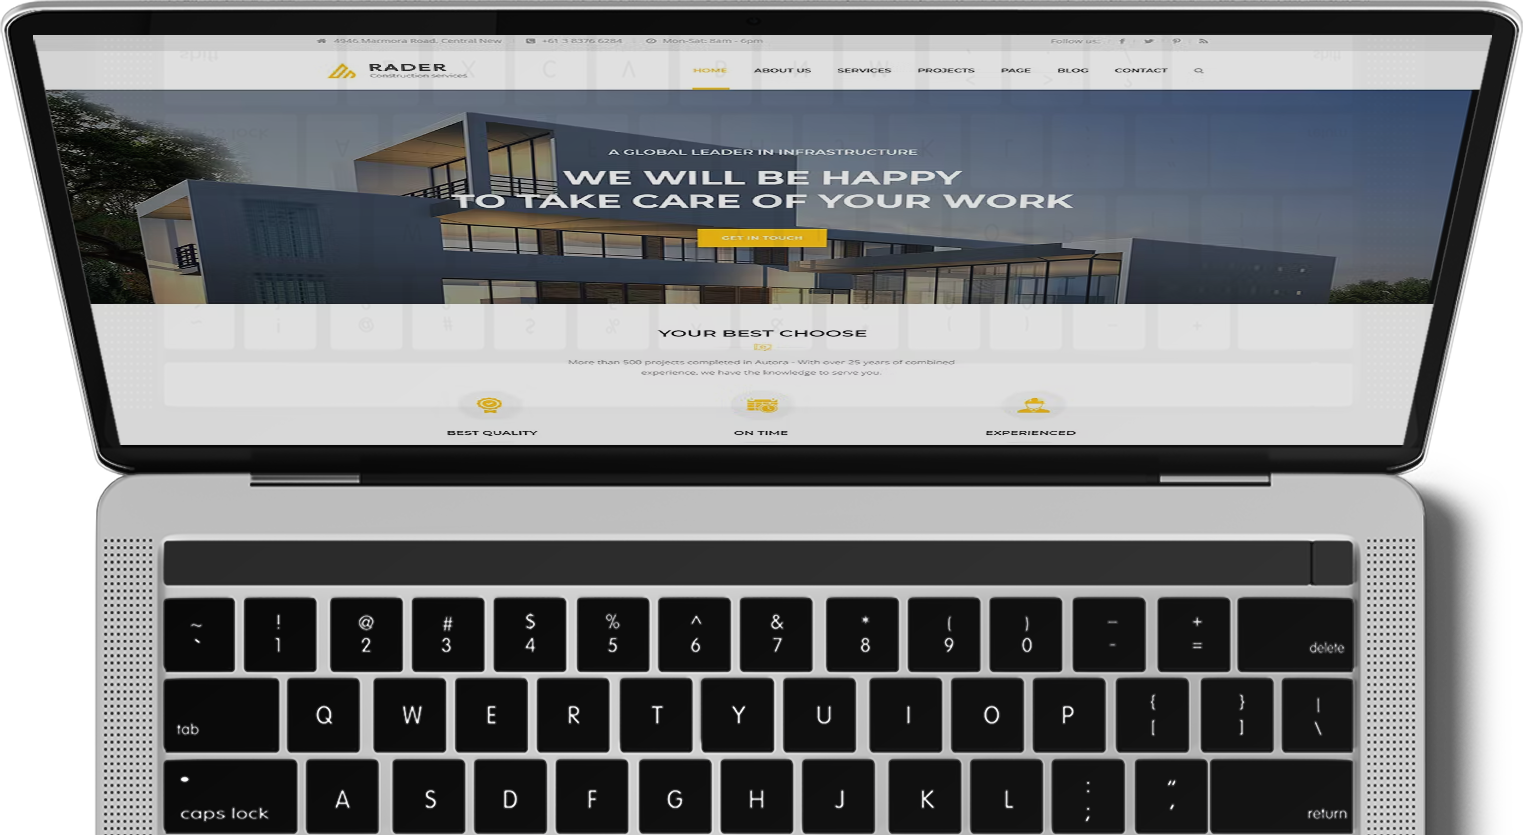 4946 Marmora Road, Central New +61 3 8376 6284 Mon-Sat: 8am - 6pm Follow us:
RADER
Construction services
HOME ABOUT US SERVICES PROJECTS PAGE BLOG CONTACT
A GLOBAL LEADER IN INFRASTRUCTURE
WE WILL BE HAPPY
TO TAKE CARE OF YOUR WORK
GET IN TOUCH
YOUR BEST CHOOSE
More than 500 projects completed in Autora - With over 25 years of combined
experience, we have the knowledge to serve you.
BEST QUALITY ON TIME EXPERIENCED
~ ! @ # $ % ^ & * ( ) – +
` 1 2 3 4 5 6 7 8 9 0 - = delete
tab Q W E R T Y U I O P { [ } ] | \
caps lock A S D F G H J K L : ; “ ‘ return